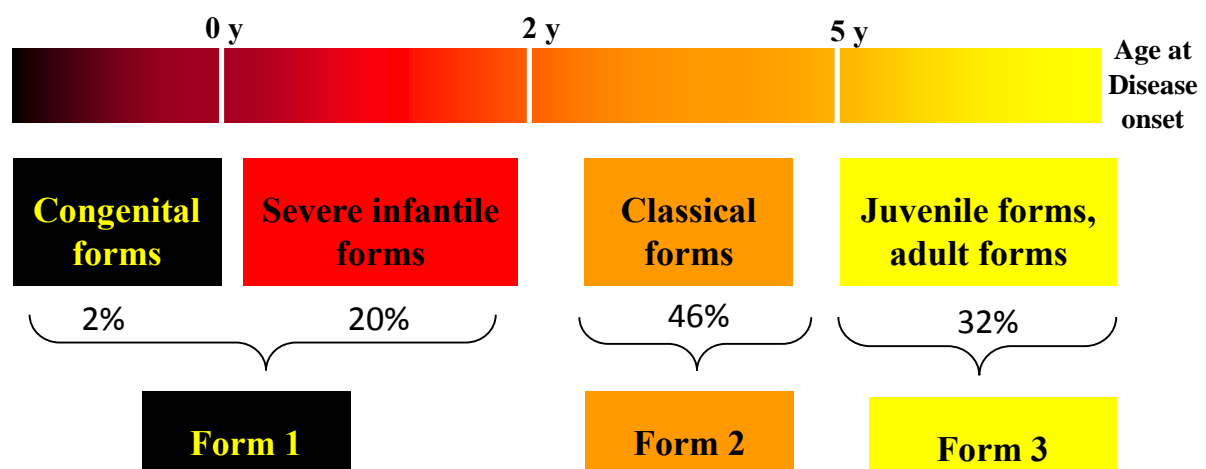 0 y
2 y
5 y
Age at
Disease
onset
Congenital
forms
Severe infantile
forms
Classical
forms
Juvenile forms,
adult forms
2%
20%
46%
32%
Form 1
Form 2
Form 3